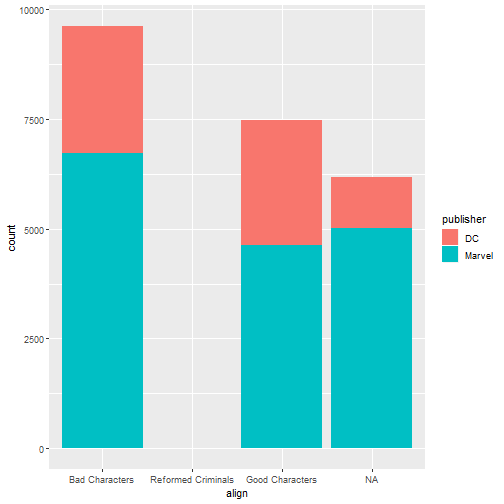 10000
7500
5000
2500
0
count
Bad Characters
Reformed Criminals
Good Characters
NA
align
publisher
DC
Marvel